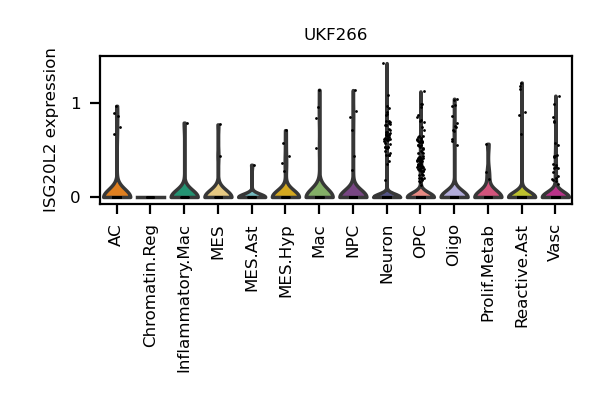 UKF266
ISG20L2 expression
1
0
AC
Chromatin.Reg
Inflammatory.Mac
MES
MES.Ast
MES.Hyp
Mac
NPC
Neuron
OPC
Oligo
Prolif.Metab
Reactive.Ast
Vasc